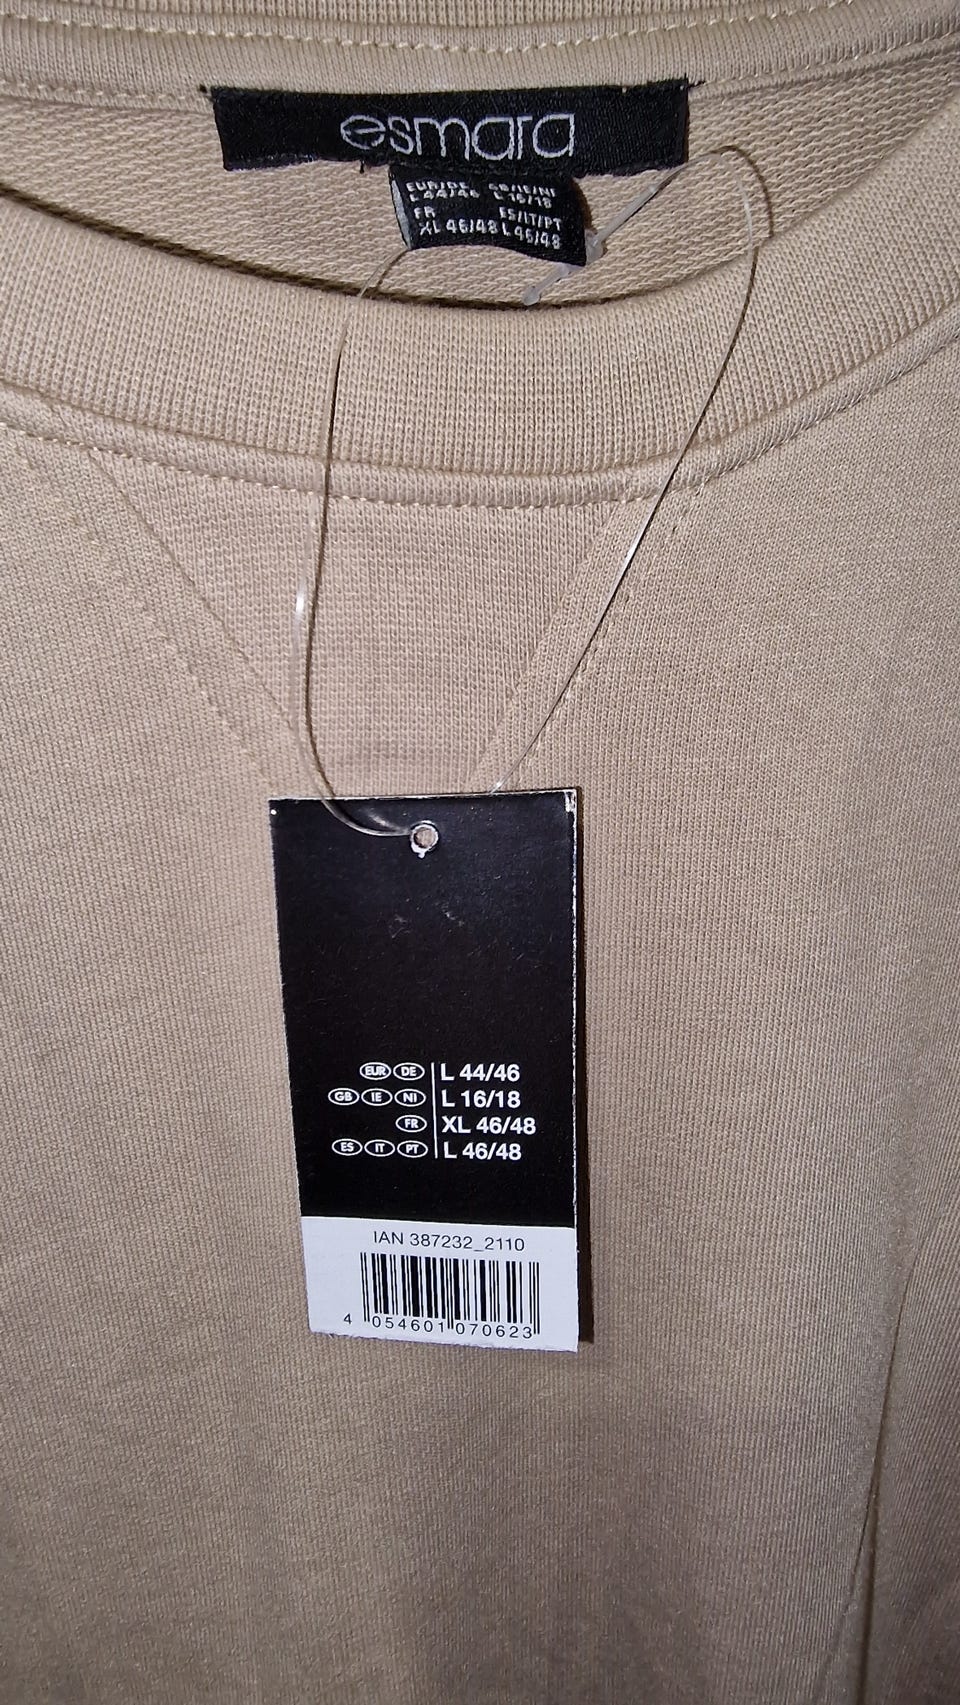 esmara
EUR/DE GB/IE/NI
L 44/46 L 16/18
FR ES/IT/PT
XL 46/48 L 46/48
EUR DE L 44/46
GB IE NI L 16/18
FR XL 46/48
ES IT PT L 46/48
IAN 387232_2110
4 054601 070623